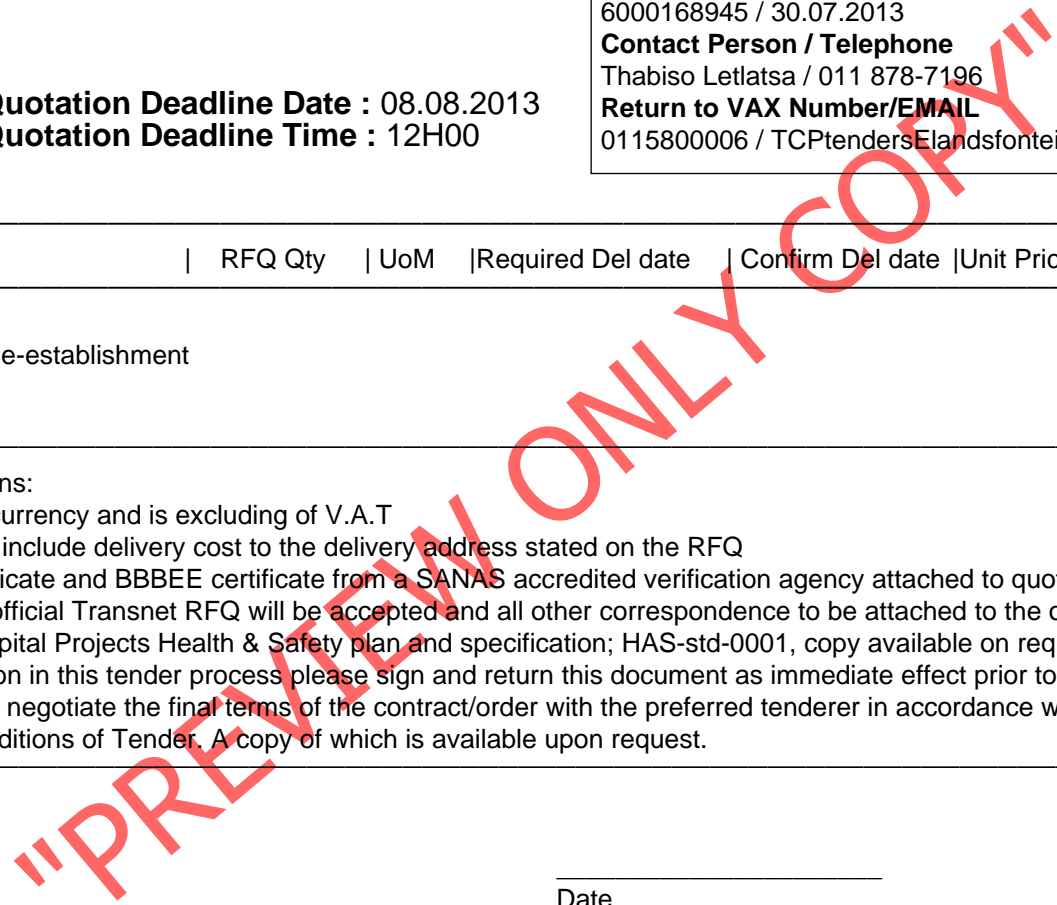 6000168945 / 30.07.2013
Contact Person / Telephone
Thabiso Letlatsa / 011 878-7196
Return to VAX Number/EMAIL
0115800006 / TCPtendersElandsfontei
Quotation Deadline Date : 08.08.2013
Quotation Deadline Time : 12H00
| RFQ Qty | UoM |Required Del date | Confirm Del date |Unit Pric
e-establishment
ns:
currency and is excluding of V.A.T
include delivery cost to the delivery address stated on the RFQ
icate and BBBEE certificate from a SANAS accredited verification agency attached to quot
official Transnet RFQ will be accepted and all other correspondence to be attached to the o
pital Projects Health & Safety plan and specification; HAS-std-0001, copy available on req
on in this tender process please sign and return this document as immediate effect prior to
negotiate the final terms of the contract/order with the preferred tenderer in accordance w
ditions of Tender. A copy of which is available upon request.
Date
"PREVIEW ONLY COPY"